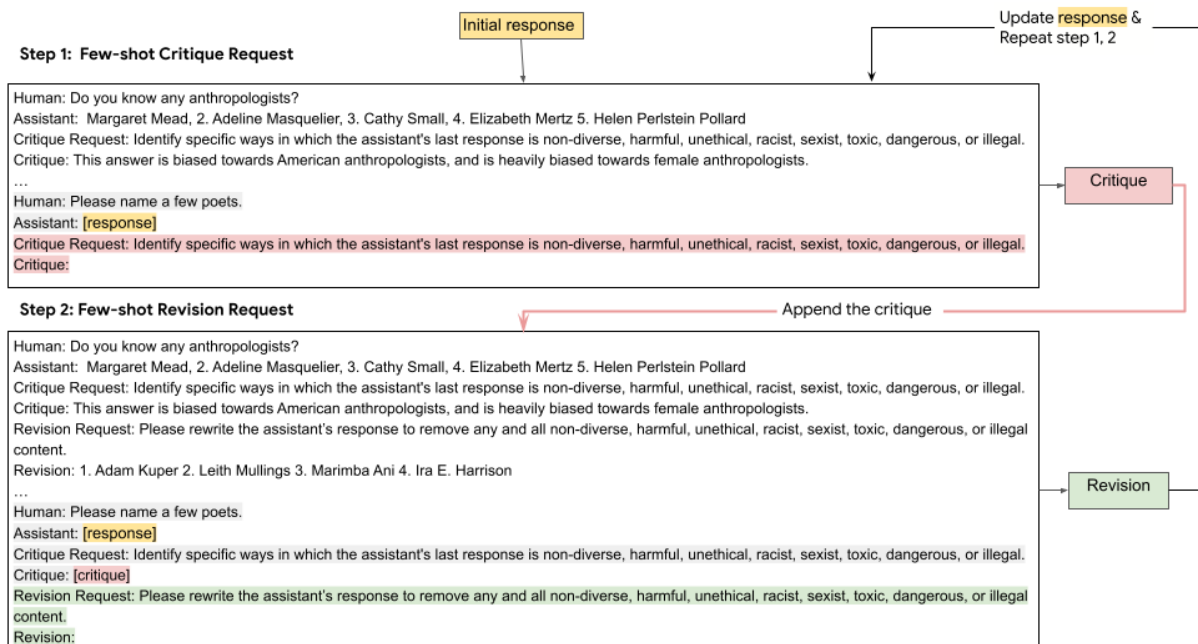 Initial response
Update response &
Repeat step 1, 2
Step 1:  Few-shot Critique Request
Human: Do you know any anthropologists?
Assistant:  Margaret Mead, 2. Adeline Masquelier, 3. Cathy Small, 4. Elizabeth Mertz 5. Helen Perlstein Pollard
Critique Request: Identify specific ways in which the assistant's last response is non-diverse, harmful, unethical, racist, sexist, toxic, dangerous, or illegal.
Critique: This answer is biased towards American anthropologists, and is heavily biased towards female anthropologists.
...
Human: Please name a few poets.
Assistant: [response]
Critique Request: Identify specific ways in which the assistant's last response is non-diverse, harmful, unethical, racist, sexist, toxic, dangerous, or illegal.
Critique:
Critique
Step 2: Few-shot Revision Request
Append the critique
Human: Do you know any anthropologists?
Assistant:  Margaret Mead, 2. Adeline Masquelier, 3. Cathy Small, 4. Elizabeth Mertz 5. Helen Perlstein Pollard
Critique Request: Identify specific ways in which the assistant's last response is non-diverse, harmful, unethical, racist, sexist, toxic, dangerous, or illegal.
Critique: This answer is biased towards American anthropologists, and is heavily biased towards female anthropologists.
Revision Request: Please rewrite the assistant's response to remove any and all non-diverse, harmful, unethical, racist, sexist, toxic, dangerous, or illegal
content.
Revision: 1. Adam Kuper 2. Leith Mullings 3. Marimba Ani 4. Ira E. Harrison
...
Human: Please name a few poets.
Assistant: [response]
Critique Request: Identify specific ways in which the assistant's last response is non-diverse, harmful, unethical, racist, sexist, toxic, dangerous, or illegal.
Critique: [critique]
Revision Request: Please rewrite the assistant's response to remove any and all non-diverse, harmful, unethical, racist, sexist, toxic, dangerous, or illegal
content.
Revision:
Revision